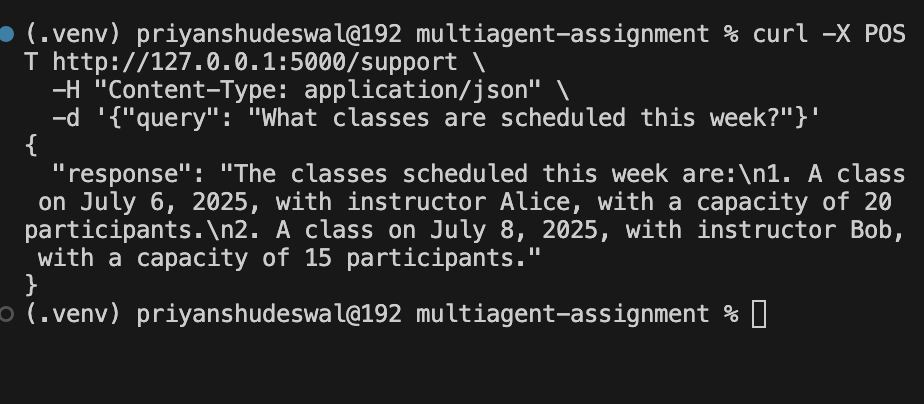 (.venv) priyanshudeswal@192 multiagent-assignment % curl -X POS
T http://127.0.0.1:5000/support \
  -H "Content-Type: application/json" \
  -d '{"query": "What classes are scheduled this week?"}'
{
  "response": "The classes scheduled this week are:\n1. A class
 on July 6, 2025, with instructor Alice, with a capacity of 20
participants.\n2. A class on July 8, 2025, with instructor Bob,
 with a capacity of 15 participants."
}
(.venv) priyanshudeswal@192 multiagent-assignment %